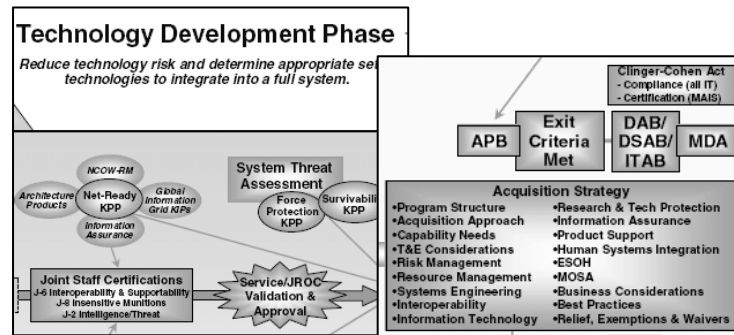 Technology Development Phase
Reduce technology risk and determine appropriate set
technologies to integrate into a full system.
NCOW-RM
Architecture
Products
Net-Ready
KPP
Global
Information
Grid KIPs
Information
Assurance
System Threat
Assessment
Force
Protection
KPP
Survivabil
KPP
Joint Staff Certifications
J-6 Interoperability & Supportability
J-8 Insensitive Munitions
J-2 Intelligence/Threat
Service/JROC
Validation &
Approval
Clinger-Cohen Act
- Compliance (all IT)
- Certification (MAIS)
APB
Exit
Criteria
Met
DAB/
DSAB/
ITAB
MDA
Acquisition Strategy
•Program Structure
•Acquisition Approach
•Capability Needs
•T&E Considerations
•Risk Management
•Resource Management
•Systems Engineering
•Interoperability
•Information Technology
•Research & Tech Protection
•Information Assurance
•Product Support
•Human Systems Integration
•ESOH
•MOSA
•Business Considerations
•Best Practices
•Relief, Exemptions & Waivers